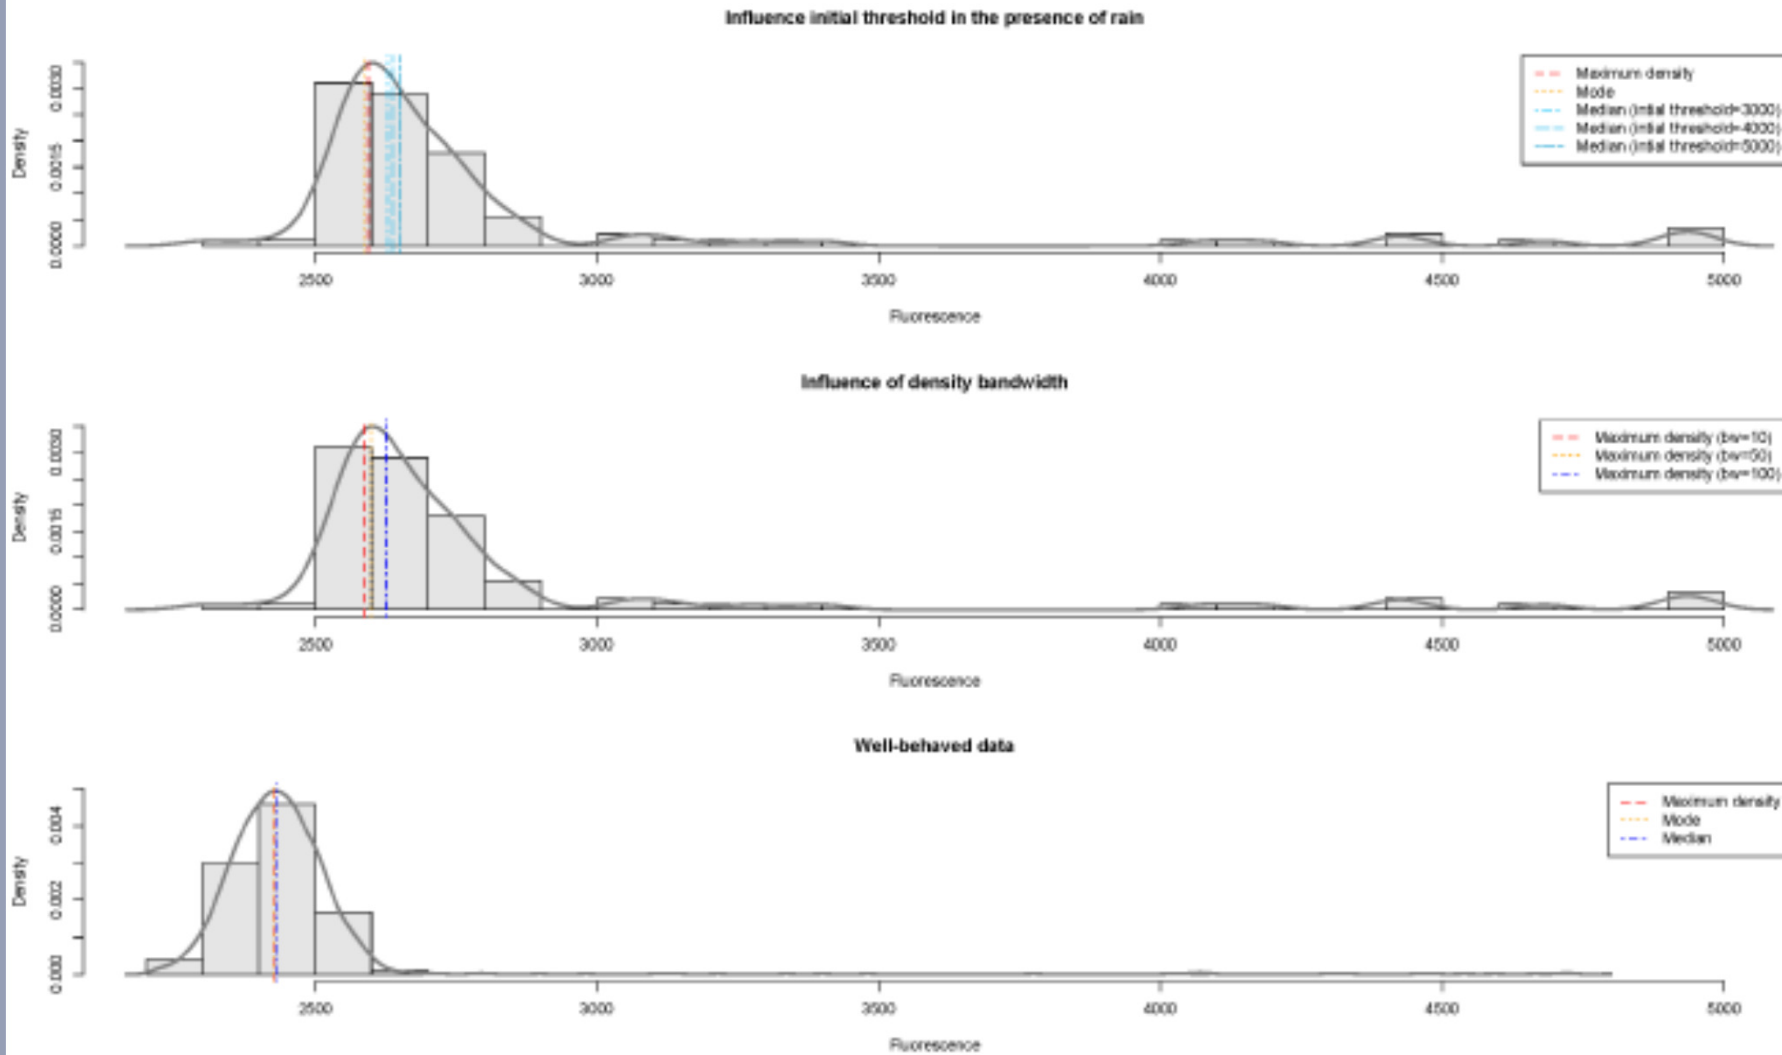 Influence initial threshold in the presence of rain
Maximum density
Mode
Median (intial threshold=3000)
Median (intial threshold=4000)
Median (intial threshold=5000)
0.0030
0.0015
0.0000
Density
2500 3000 3500 4000 4500 5000
Fluorescence
Influence of density bandwidth
Maximum density (bw=10)
Maximum density (bw=50)
Maximum density (bw=100)
0.0030
0.0015
0.0000
Density
2500 3000 3500 4000 4500 5000
Fluorescence
Well-behaved data
Maximum density
Mode
Median
0.004
0.002
0.000
Density
2500 3000 3500 4000 4500 5000
Fluorescence